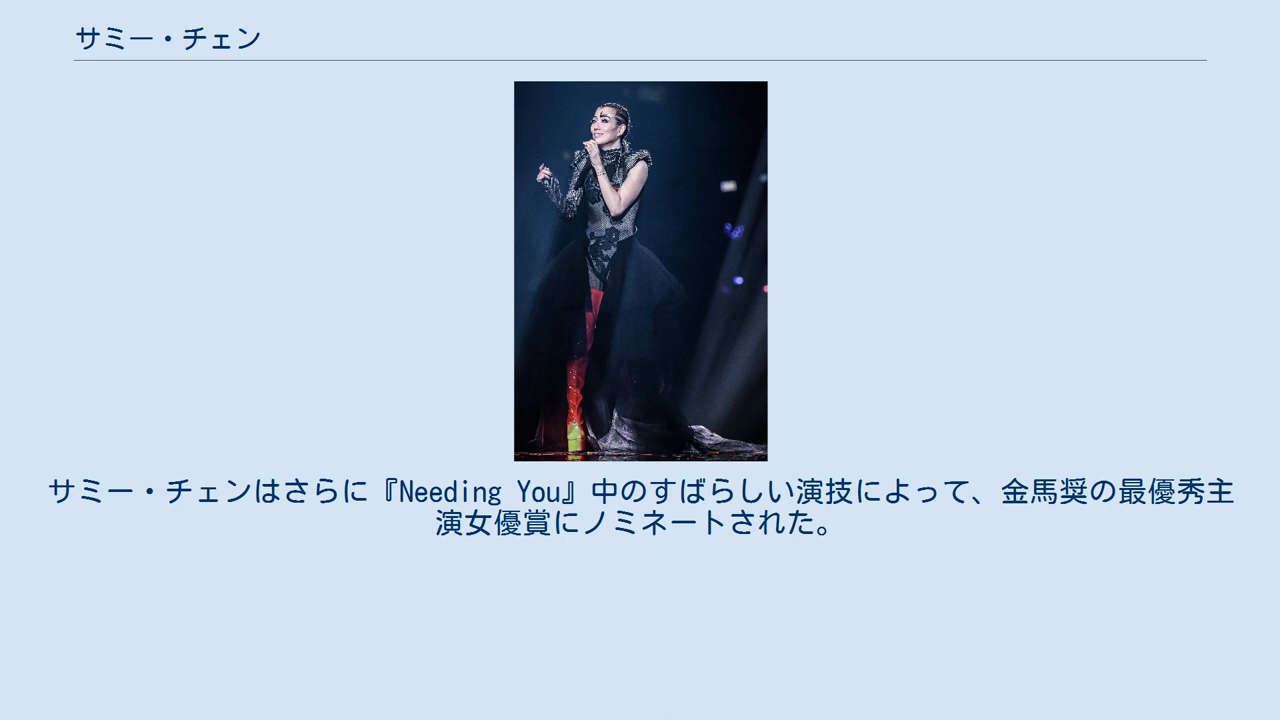 サミー・チェン
サミー・チェンはさらに『Needing You』中のすばらしい演技によって、金馬奨の最優秀主
演女優賞にノミネートされた。